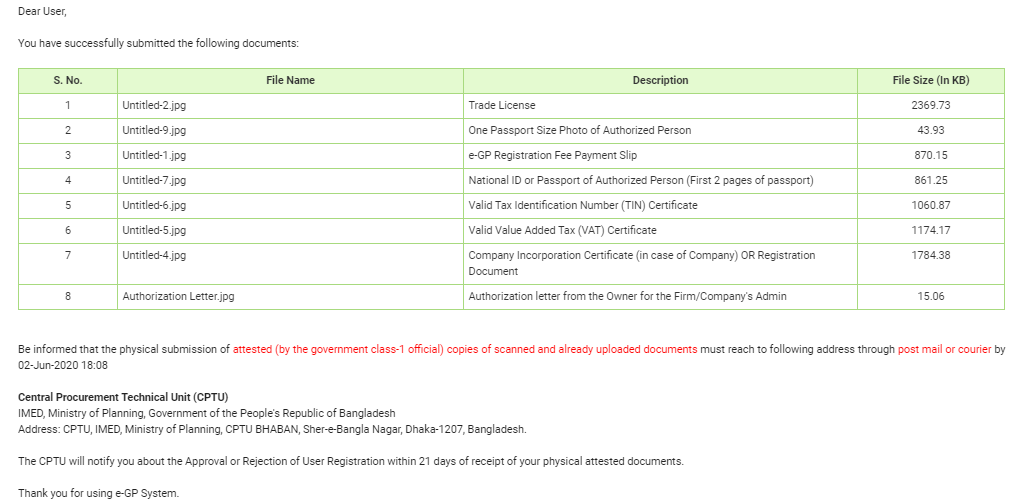 Dear User,
You have successfully submitted the following documents:
S. No. File Name Description File Size (In KB)
1 Untitled-2.jpg Trade License 2369.73
2 Untitled-9.jpg One Passport Size Photo of Authorized Person 43.93
3 Untitled-1.jpg e-GP Registration Fee Payment Slip 870.15
4 Untitled-7.jpg National ID or Passport of Authorized Person (First 2 pages of passport) 861.25
5 Untitled-6.jpg Valid Tax Identification Number (TIN) Certificate 1060.87
6 Untitled-5.jpg Valid Value Added Tax (VAT) Certificate 1174.17
7 Untitled-4.jpg Company Incorporation Certificate (in case of Company) OR Registration 1784.38
Document
8 Authorization Letter.jpg Authorization letter from the Owner for the Firm/Company's Admin 15.06
Be informed that the physical submission of attested (by the government class-1 official) copies of scanned and already uploaded documents must reach to following address through post mail or courier by
02-Jun-2020 18:08
Central Procurement Technical Unit (CPTU)
IMED, Ministry of Planning, Government of the People's Republic of Bangladesh
Address: CPTU, IMED, Ministry of Planning, CPTU BHABAN, Sher-e-Bangla Nagar, Dhaka-1207, Bangladesh.
The CPTU will notify you about the Approval or Rejection of User Registration within 21 days of receipt of your physical attested documents.
Thank you for using e-GP System.